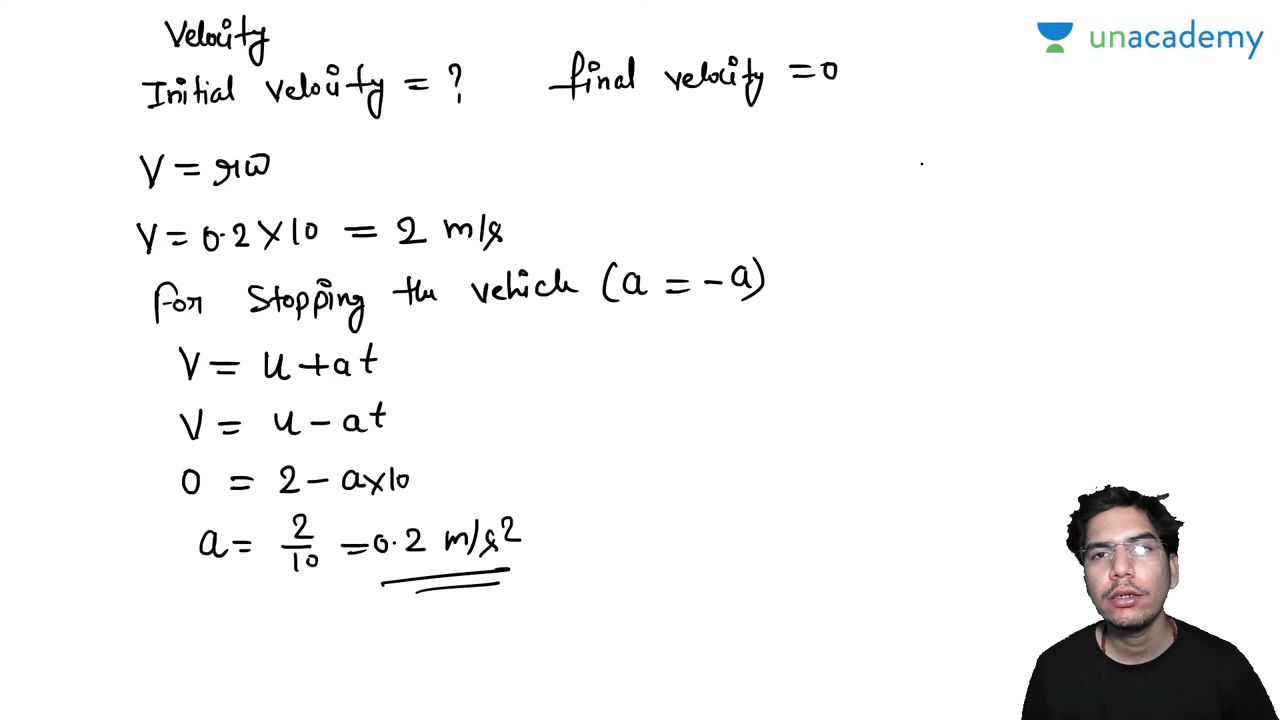 Velocity
Initial velocity = ? final velocity = 0
unacademy
V = rω
V = 0.2 × 10 = 2 m/s
for stopping the vehicle (a = -a)
V = u + at
V = u - at
0 = 2 - a×10
a = 2/10 = 0.2 m/s²